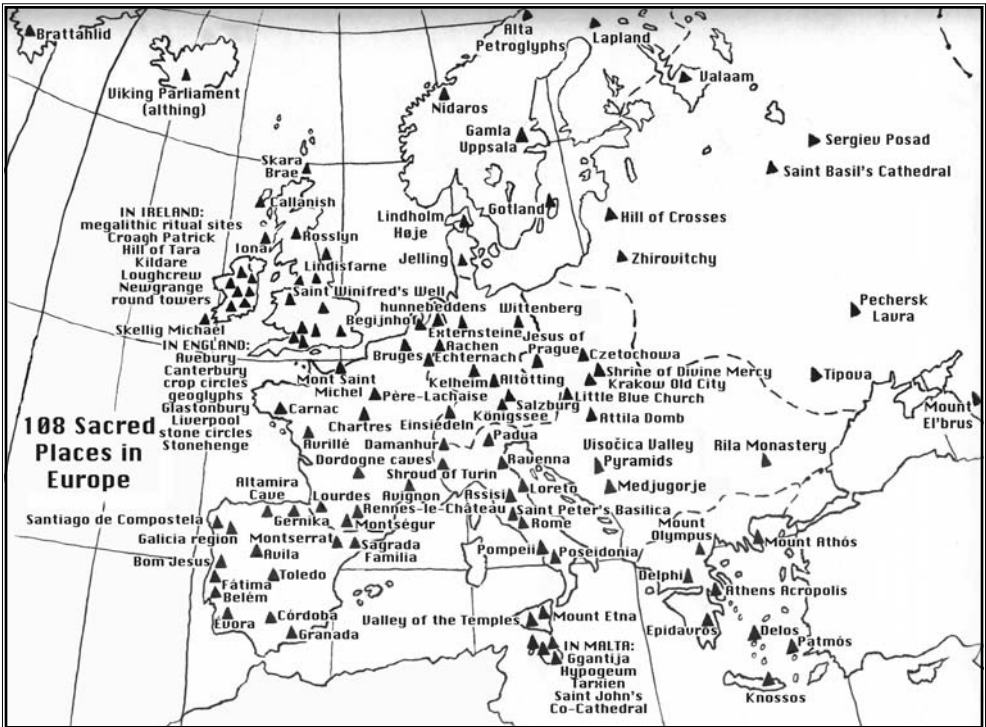 Brattahlid
Viking Parliament
(althing)
Alta
Petroglyphs
Lapland
Valaam
Nidaros
Gamla
Uppsala
Sergiev Posad
Saint Basil's Cathedral
Skara
Brae
Callanish
Lindholm
Høje
Gotland
Hill of Crosses
IN IRELAND:
megalithic ritual sites
Croagh Patrick
Hill of Tara
Kildare
Loughcrew
Newgrange
round towers
Iona
Rosslyn
Lindisfarne
Jelling
Zhirovitchy
Saint Winifred's Well
hunnebeddens
Wittenberg
Begijnhof
Externsteine
Pechersk
Lavra
Skellig Michael
IN ENGLAND:
Avebury
Canterbury
crop circles
geoglyphs
Glastonbury
Liverpool
stone circles
Stonehenge
Bruges
Aachen
Echternach
Jesus of
Prague
Czetochowa
Shrine of Divine Mercy
Krakow Old City
Tipova
Mont Saint
Michel
Père-Lachaise
Kelheim
Altötting
Little Blue Church
Mount
El'brus
108 Sacred
Places in
Europe
Carnac
Chartres
Einsiedeln
Königssee
Salzburg
Attila Domb
Avrillé
Damanhur
Padua
Visočica Valley
Pyramids
Rila Monastery
Dordogne caves
Shroud of Turin
Ravenna
Medjugorje
Altamira
Cave
Lourdes
Avignon
Assisi
Loreto
Santiago de Compostela
Gernika
Rennes-le-Château
Saint Peter's Basilica
Galicia region
Montserrat
Montségur
Rome
Mount
Olympus
Mount Athós
Bom Jesus
Avila
Sagrada
Familia
Pompeii
Poseidonia
Fátima
Toledo
Delphi
Belém
Athens Acropolis
Évora
Córdoba
Granada
Valley of the Temples
Mount Etna
Epidavros
Delos
Patmós
IN MALTA:
Ggantija
Hypogeum
Tarxien
Saint John's
Co-Cathedral
Knossos